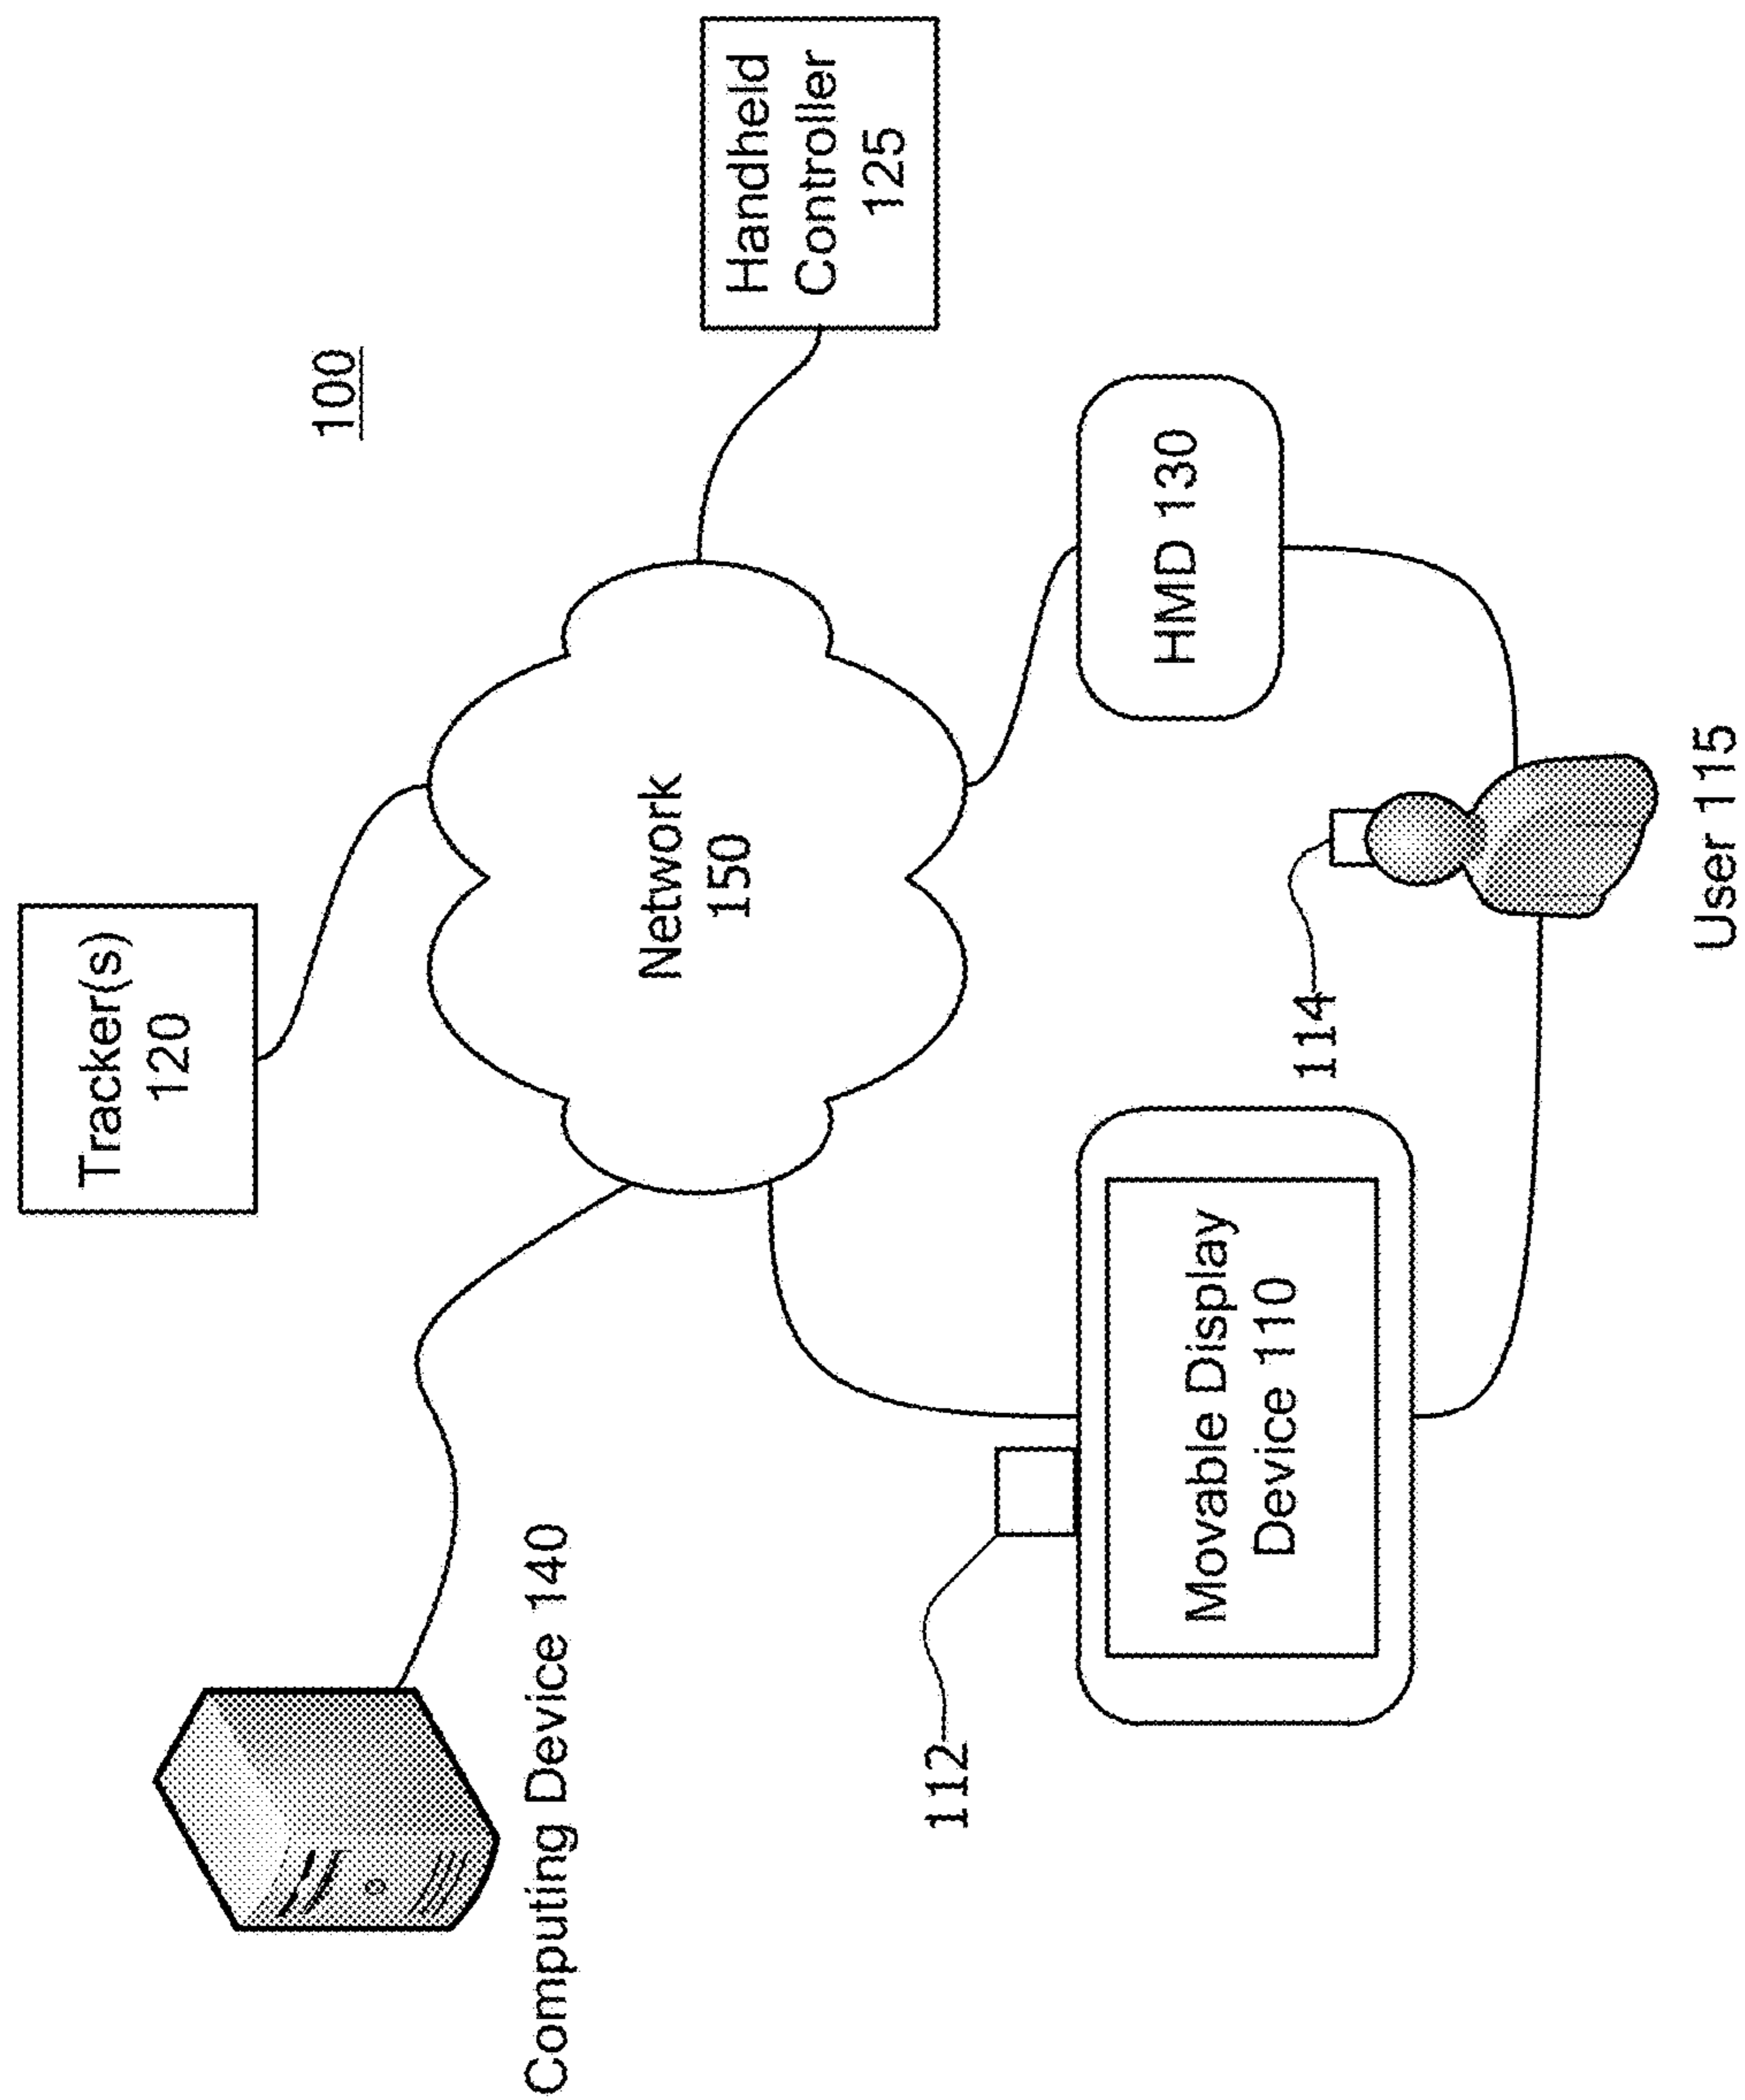 100
Tracker(s)
120
Computing Device 140
Network
150
Handheld
Controller
125
112
Movable Display
Device 110
114
HMD 130
User 115